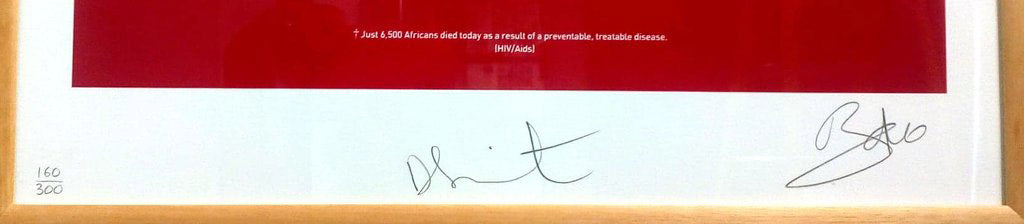 † Just 6,500 Africans died today as a result of a preventable, treatable disease.
(HIV/Aids)
160
300